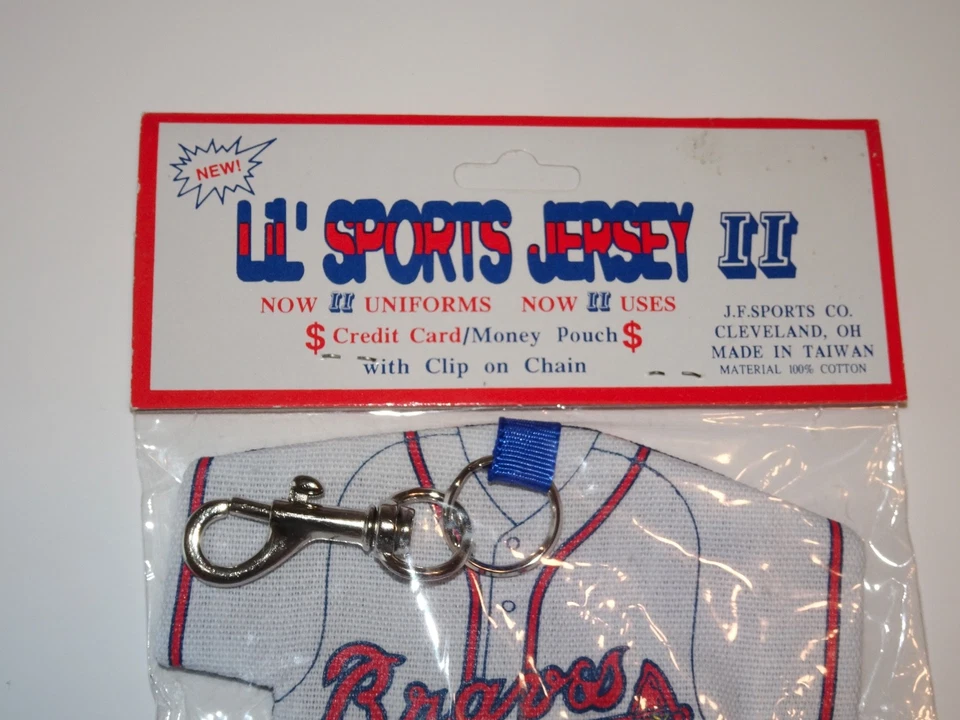 NEW!
LIL' SPORTS JERSEY II
NOW II UNIFORMS NOW II USES
$ Credit Card/Money Pouch $
with Clip on Chain
J.F.SPORTS CO.
CLEVELAND, OH
MADE IN TAIWAN
MATERIAL 100% COTTON
Braves